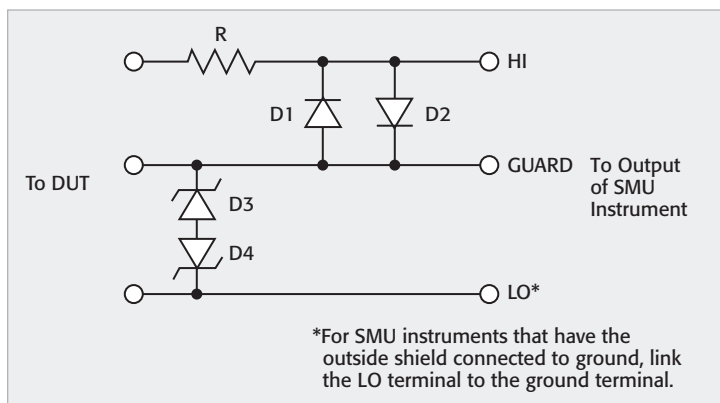 R
HI
D1
D2
To DUT
GUARD
To Output
of SMU
Instrument
D3
D4
LO*
*For SMU instruments that have the
outside shield connected to ground, link
the LO terminal to the ground terminal.